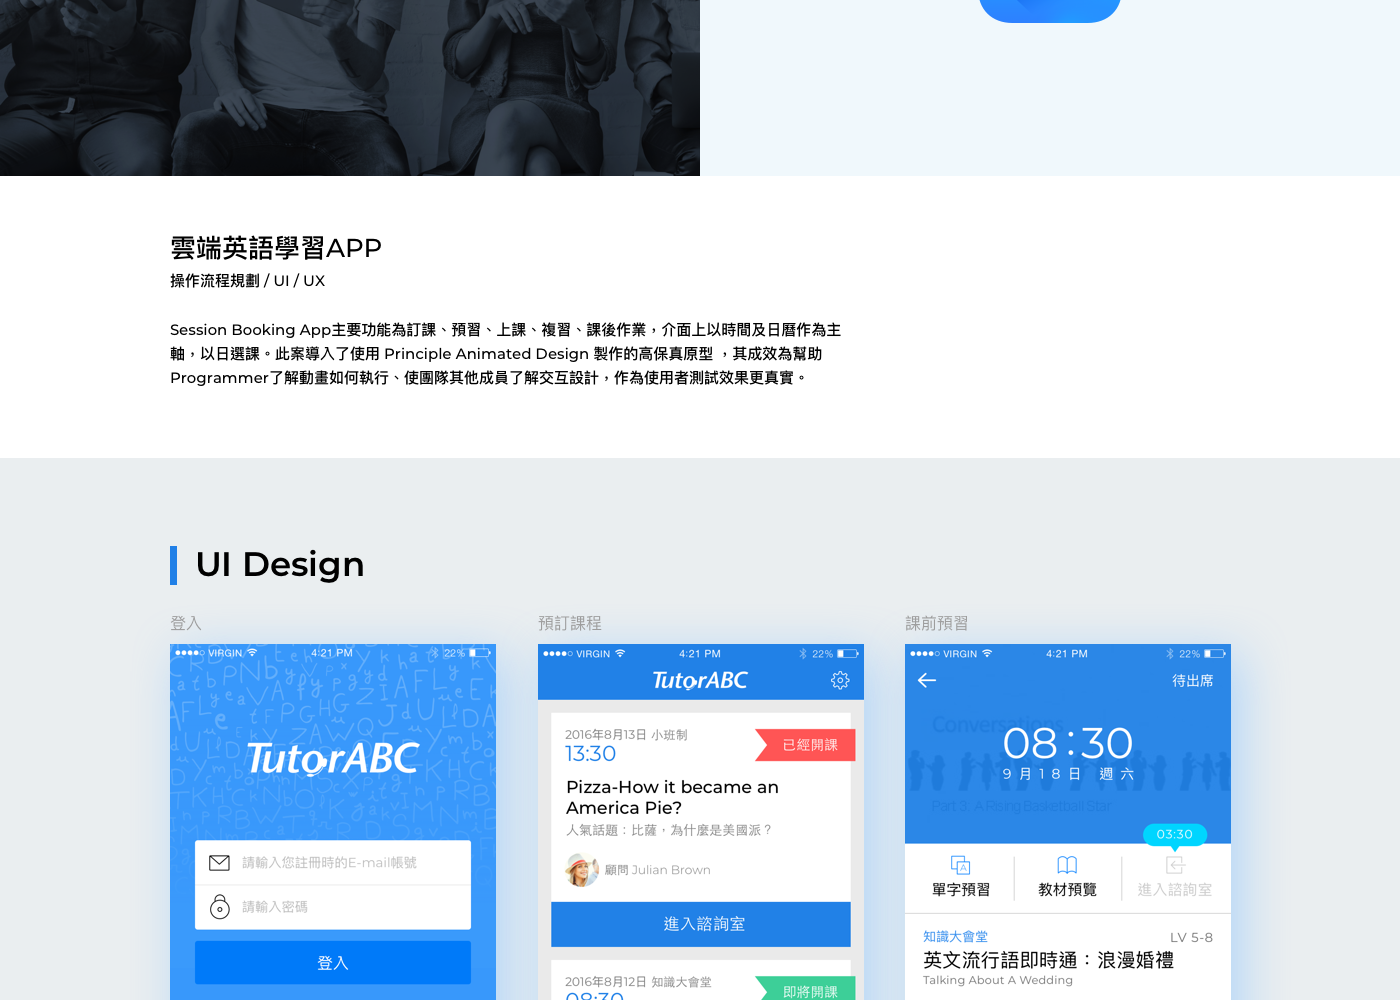 雲端英語學習APP
操作流程規劃 / UI / UX
Session Booking App主要功能為訂課、預習、上課、複習、課後作業，介面上以時間及日曆作為主
軸，以日選課。此案導入了使用 Principle Animated Design 製作的高保真原型 ，其成效為幫助
Programmer了解動畫如何執行、使團隊其他成員了解交互設計，作為使用者測試效果更真實。
UI Design
登入
VIRGIN 4:21 PM 22%
TutorABC
請輸入您註冊時的E-mail帳號
請輸入密碼
登入
預訂課程
VIRGIN 4:21 PM 22%
TutorABC
2016年8月13日 小班制
13:30
已經開課
Pizza-How it became an
America Pie?
人氣話題：比薩，為什麼是美國派？
顧問 Julian Brown
進入諮詢室
2016年8月12日 知識大會堂
08:30
即將開課
課前預習
VIRGIN 4:21 PM 22%
待出席
Conversations
08:30
9月18日 週六
Part 3. A Rising Basketball Star
03:30
單字預習
教材預覽
進入諮詢室
知識大會堂
LV 5-8
英文流行語即時通：浪漫婚禮
Talking About A Wedding